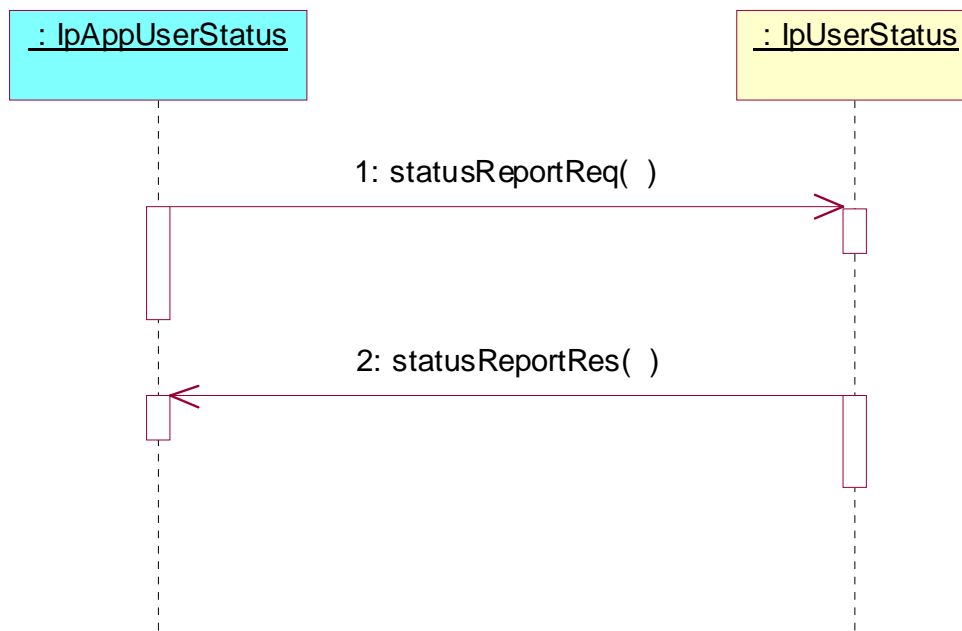 : IpAppUserStatus
: IpUserStatus
1: statusReportReq( )
2: statusReportRes( )